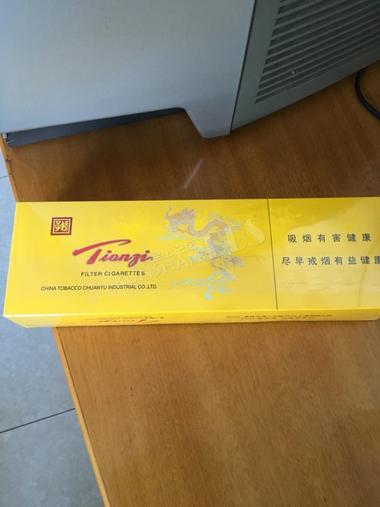 Tianzi
FILTER CIGARETTES
CHINA TOBACCO CHUANYU INDUSTRIAL CO.,LTD.
吸烟有害健康
尽早戒烟有益健康
Tianzi